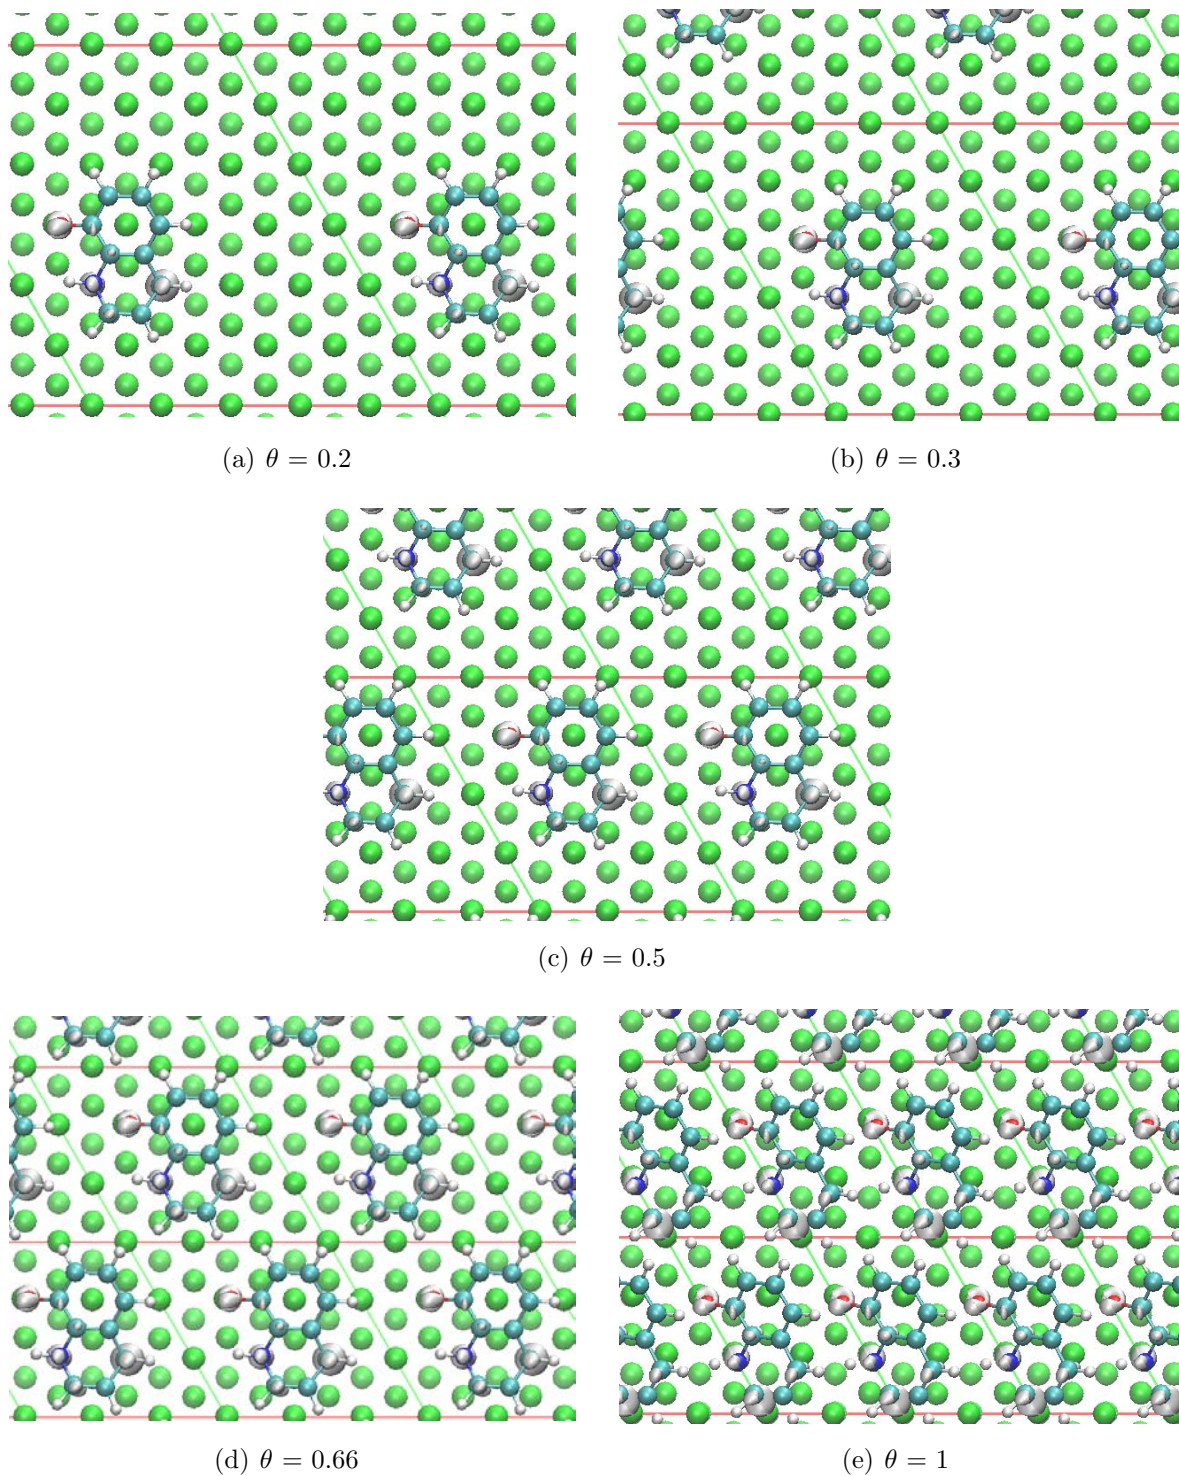 (a) θ = 0.2
(b) θ = 0.3
(c) θ = 0.5
(d) θ = 0.66
(e) θ = 1